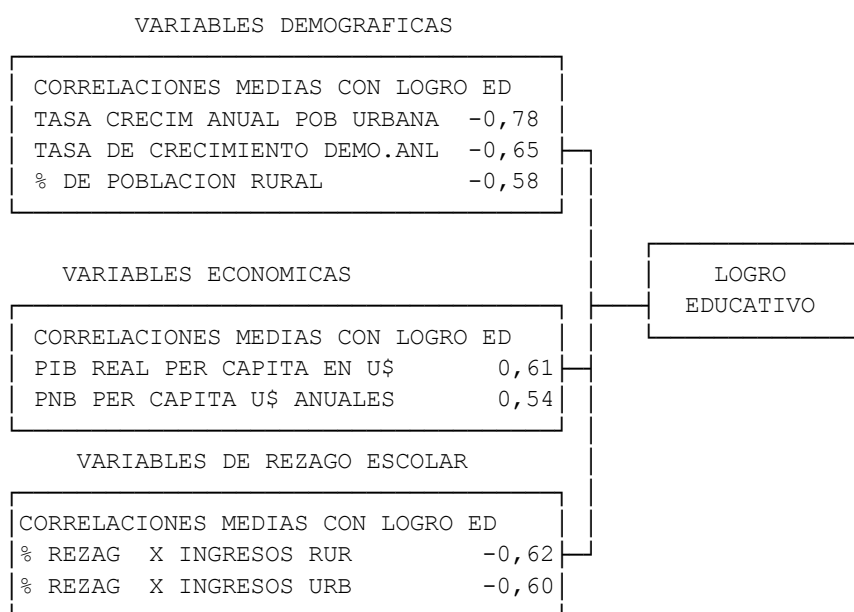 VARIABLES DEMOGRAFICAS
CORRELACIONES MEDIAS CON LOGRO ED
TASA CRECIM ANUAL POB URBANA -0,78
TASA DE CRECIMIENTO DEMO.ANL -0,65
% DE POBLACION RURAL -0,58
VARIABLES ECONOMICAS
LOGRO
EDUCATIVO
CORRELACIONES MEDIAS CON LOGRO ED
PIB REAL PER CAPITA EN U$ 0,61
PNB PER CAPITA U$ ANUALES 0,54
VARIABLES DE REZAGO ESCOLAR
CORRELACIONES MEDIAS CON LOGRO ED
% REZAG X INGRESOS RUR -0,62
% REZAG X INGRESOS URB -0,60